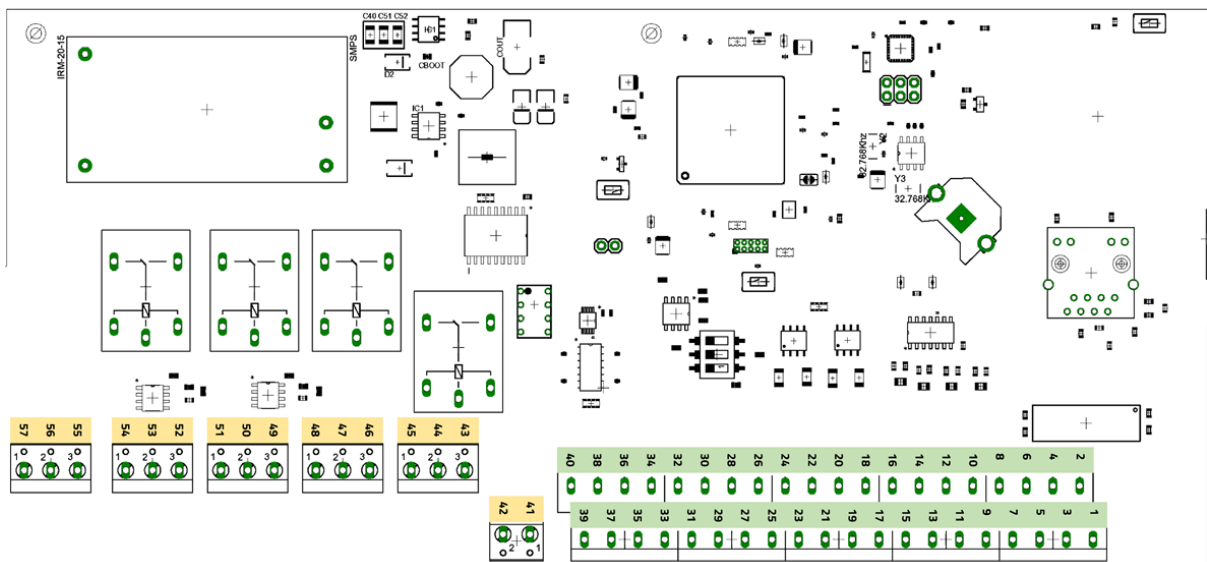 IRM-20-15
SMPS
C40 C51 C52
D2
CBOOT
COUT
IC1
Y2
32.768Khz
Y3
32.768K
57 56 55
54 53 52
51 50 49
48 47 46
45 44 43
1 2 3
1 2 3
1 2 3
1 2 3
1 2 3
42 41
2 1
40 38 36 34 32 30 28 26 24 22 20 18 16 14 12 10 8 6 4 2
39 37 35 33 31 29 27 25 23 21 19 17 15 13 11 9 7 5 3 1